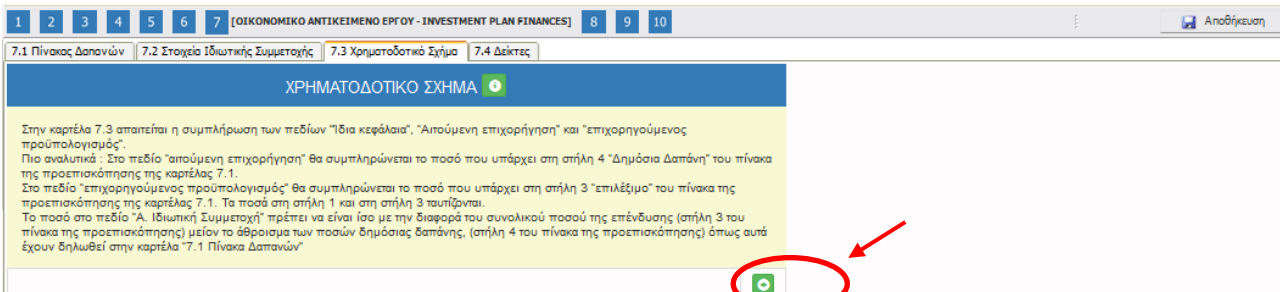 1 2 3 4 5 6 7 [ΟΙΚΟΝΟΜΙΚΟ ΑΝΤΙΚΕΙΜΕΝΟ ΕΡΓΟΥ - INVESTMENT PLAN FINANCES] 8 9 10 Αποθήκευση
7.1 Πίνακας Δαπανών 7.2 Στοιχεία Ιδιωτικής Συμμετοχής 7.3 Χρηματοδοτικό Σχήμα 7.4 Δείκτες
ΧΡΗΜΑΤΟΔΟΤΙΚΟ ΣΧΗΜΑ
Στην καρτέλα 7.3 απαιτείται η συμπλήρωση των πεδίων "Ίδια κεφάλαια", "Αιτούμενη επιχορήγηση" και "επιχορηγούμενος
προϋπολογισμός".
Πιο αναλυτικά : Στο πεδίο "αιτούμενη επιχορήγηση" θα συμπληρώνεται το ποσό που υπάρχει στη στήλη 4 "Δημόσια Δαπάνη" του πίνακα
της προεπισκόπησης της καρτέλας 7.1.
Στο πεδίο "επιχορηγούμενος προϋπολογισμός" θα συμπληρώνεται το ποσό που υπάρχει στη στήλη 3 "επιλέξιμο" του πίνακα της
προεπισκόπησης της καρτέλας 7.1. Τα ποσά στη στήλη 1 και στη στήλη 3 ταυτίζονται.
Το ποσό στο πεδίο "Α. Ιδιωτική Συμμετοχή" πρέπει να είναι ίσο με την διαφορά του συνολικού ποσού της επένδυσης (στήλη 3 του
πίνακα της προεπισκόπησης) μείον το άθροισμα των ποσών δημόσιας δαπάνης, (στήλη 4 του πίνακα της προεπισκόπησης) όπως αυτά
έχουν δηλωθεί στην καρτέλα "7.1 Πίνακα Δαπανών"